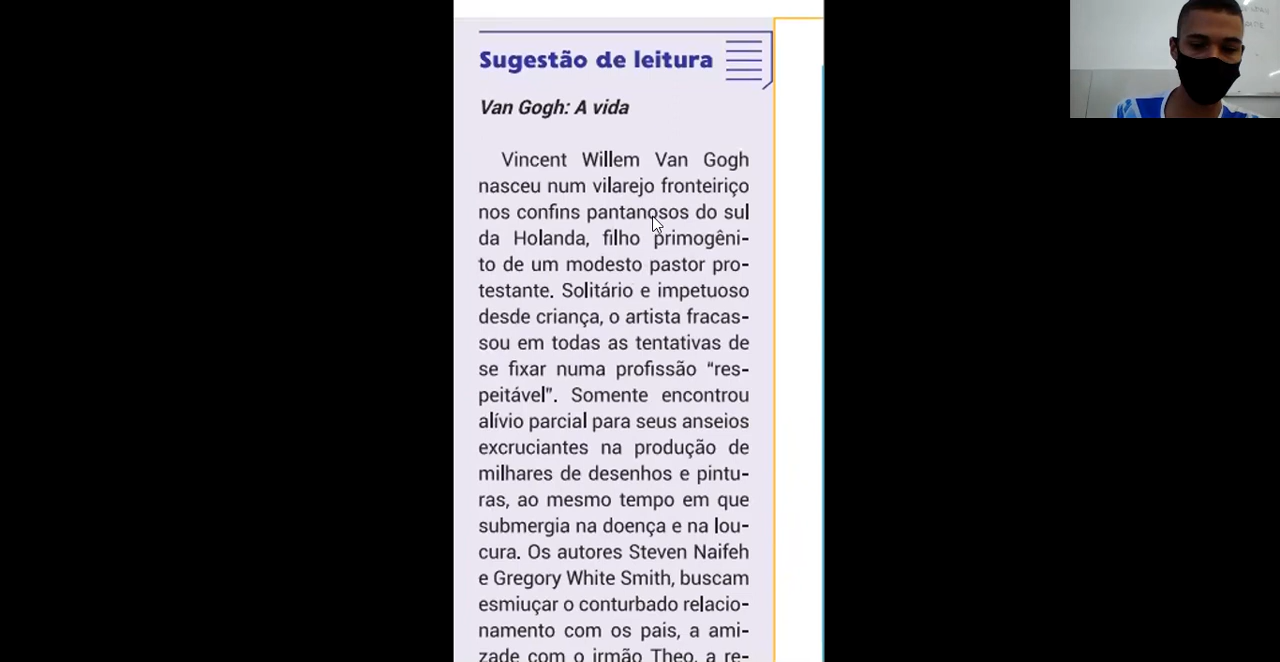 Sugestão de leitura
Van Gogh: A vida
Vincent Willem Van Gogh
nasceu num vilarejo fronteiriço
nos confins pantanosos do sul
da Holanda, filho primogêni-
to de um modesto pastor pro-
testante. Solitário e impetuoso
desde criança, o artista fracas-
sou em todas as tentativas de
se fixar numa profissão “res-
peitável”. Somente encontrou
alívio parcial para seus anseios
excruciantes na produção de
milhares de desenhos e pintu-
ras, ao mesmo tempo em que
submergia na doença e na lou-
cura. Os autores Steven Naifeh
e Gregory White Smith, buscam
esmiuçar o conturbado relacio-
namento com os pais, a ami-
zade com o irmão Theo, a re-